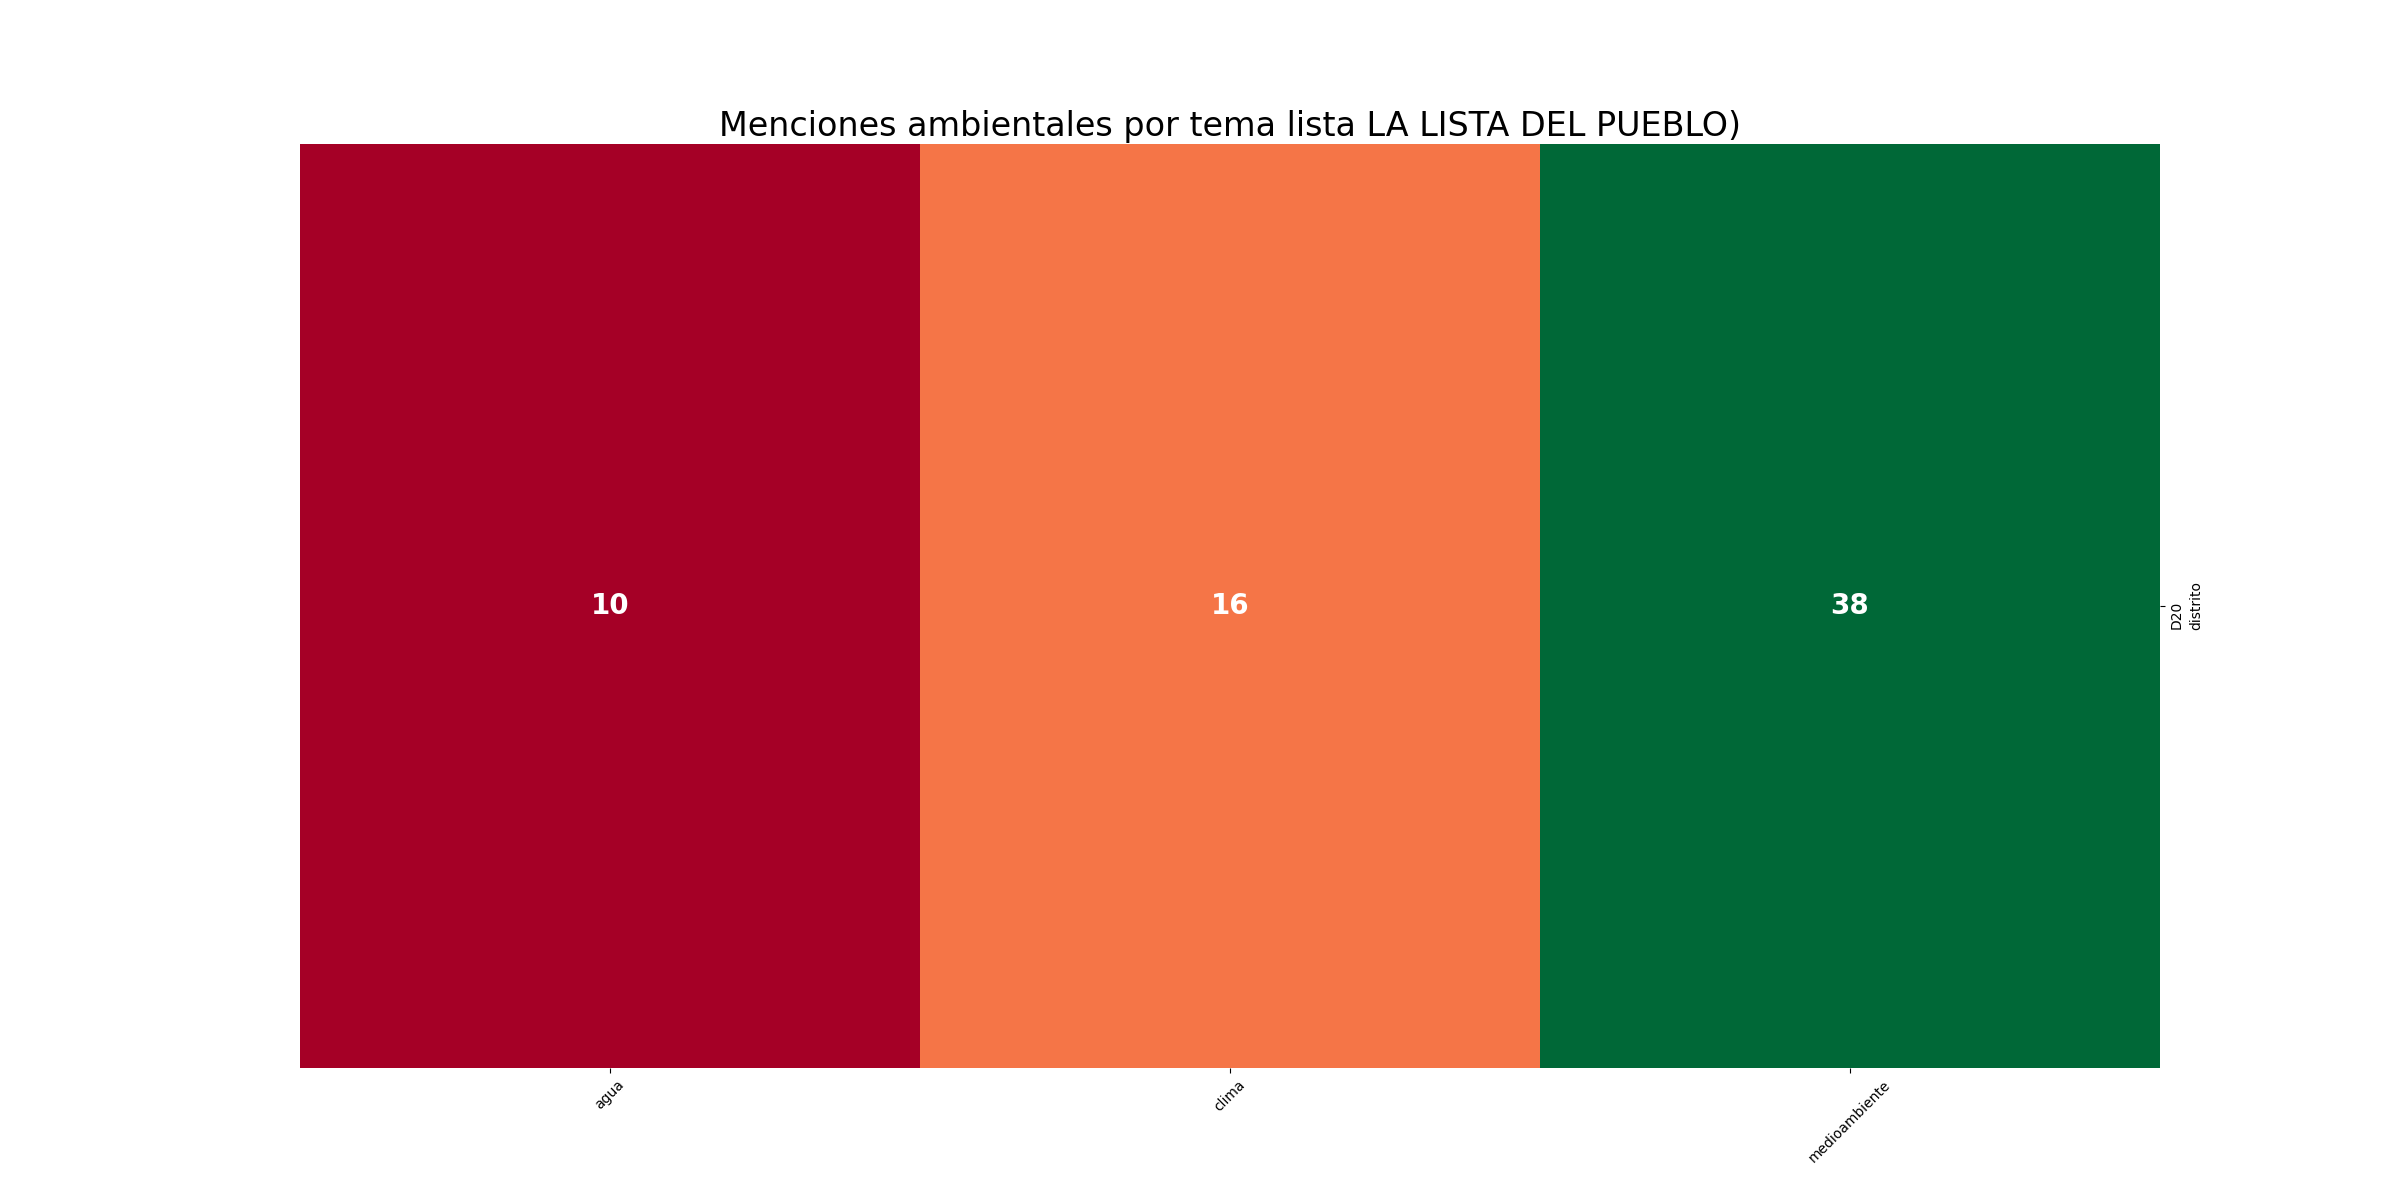 Menciones ambientales por tema lista LA LISTA DEL PUEBLO)
10
16
38
D20
distrito
agua
clima
medioambiente